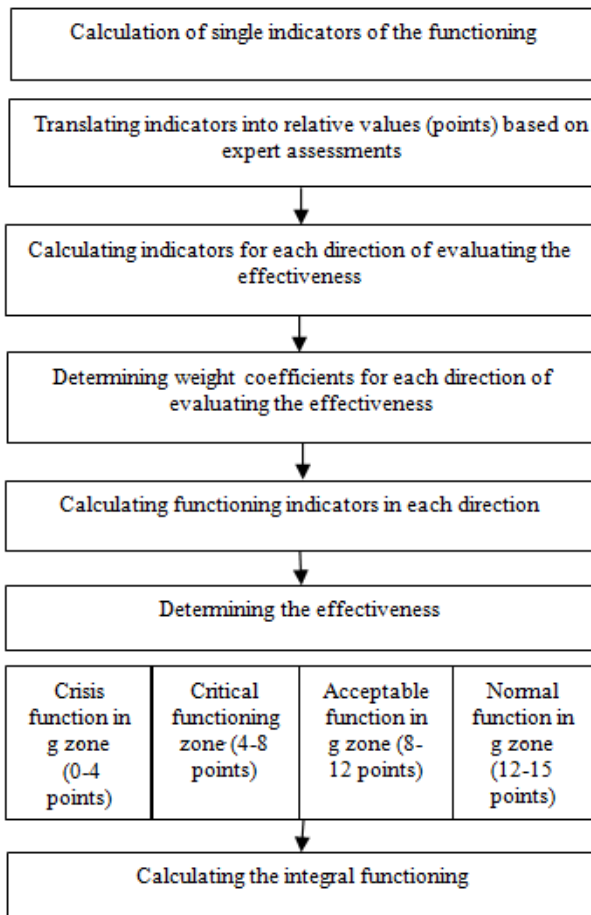 Calculation of single indicators of the functioning
Translating indicators into relative values (points) based on
expert assessments
Calculating indicators for each direction of evaluating the
effectiveness
Determining weight coefficients for each direction of
evaluating the effectiveness
Calculating functioning indicators in each direction
Determining the effectiveness
Crisis
function in
g zone
(0-4
points)
Critical
functioning
zone (4-8
points)
Acceptable
function in
g zone (8-
12 points)
Normal
function in
g zone
(12-15
points)
Calculating the integral functioning